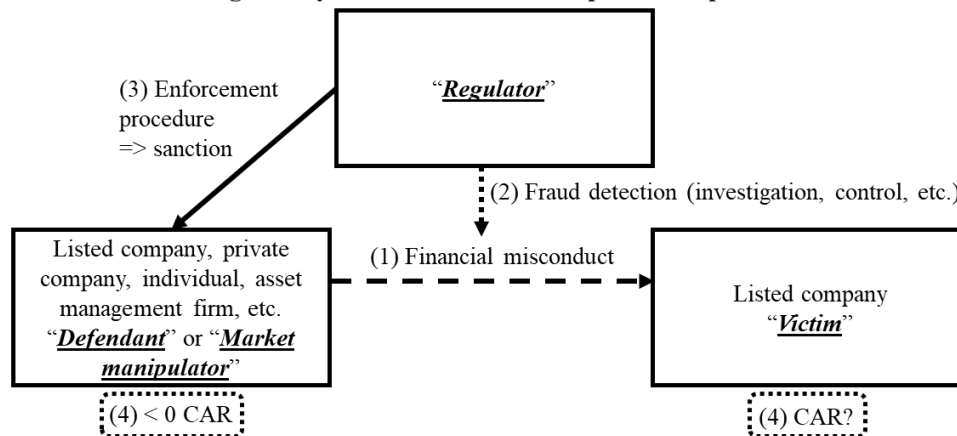 “Regulator”
(3) Enforcement
procedure
=> sanction
(2) Fraud detection (investigation, control, etc.)
(1) Financial misconduct
Listed company, private
company, individual, asset
management firm, etc.
“Defendant” or “Market
manipulator”
Listed company
“Victim”
(4) < 0 CAR
(4) CAR?